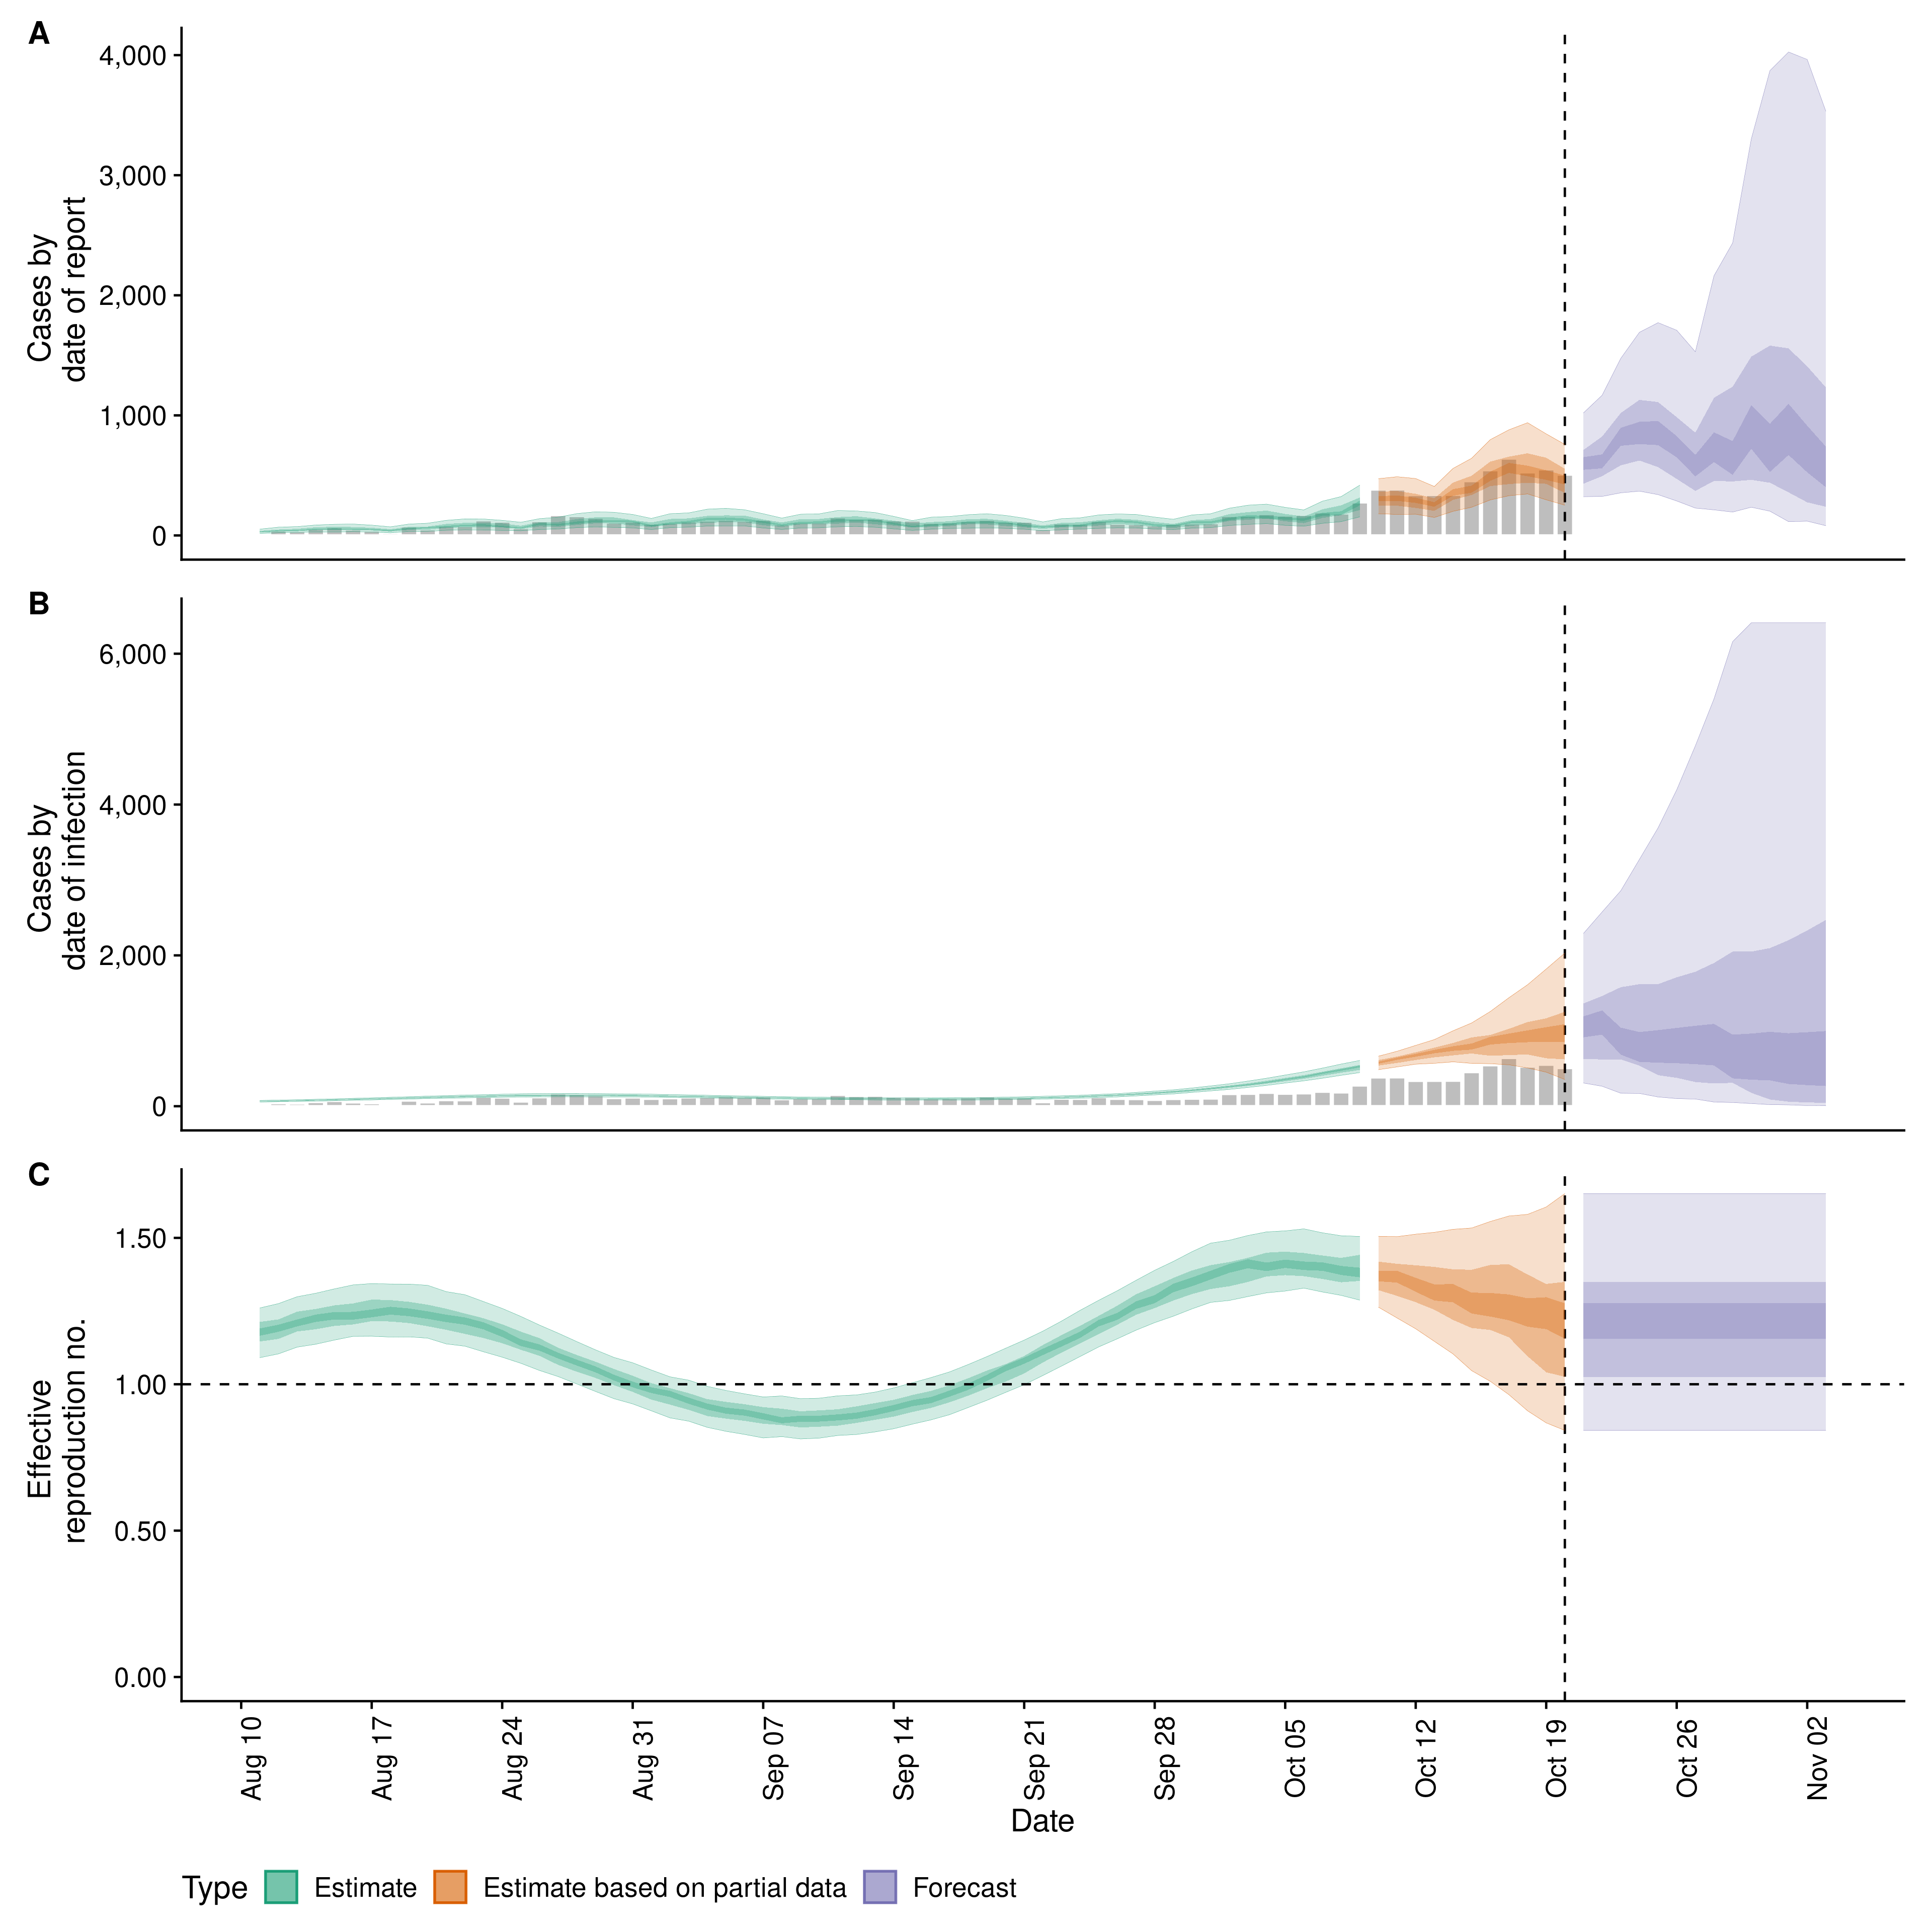 A
4,000
3,000
2,000
1,000
0
Cases by
date of report
B
6,000
4,000
2,000
0
Cases by
date of infection
C
1.50
1.00
0.50
0.00
Effective
reproduction no.
Aug 10
Aug 17
Aug 24
Aug 31
Sep 07
Sep 14
Sep 21
Sep 28
Oct 05
Oct 12
Oct 19
Oct 26
Nov 02
Date
Type Estimate Estimate based on partial data Forecast